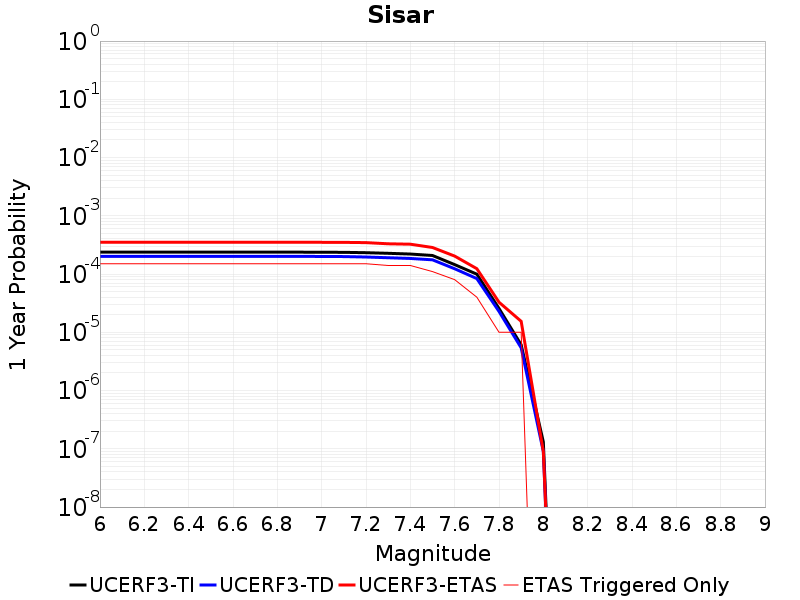 Sisar
1 Year Probability
10^0
10^-1
10^-2
10^-3
10^-4
10^-5
10^-6
10^-7
10^-8
6 6.2 6.4 6.6 6.8 7 7.2 7.4 7.6 7.8 8 8.2 8.4 8.6 8.8 9
Magnitude
UCERF3-TI UCERF3-TD UCERF3-ETAS ETAS Triggered Only